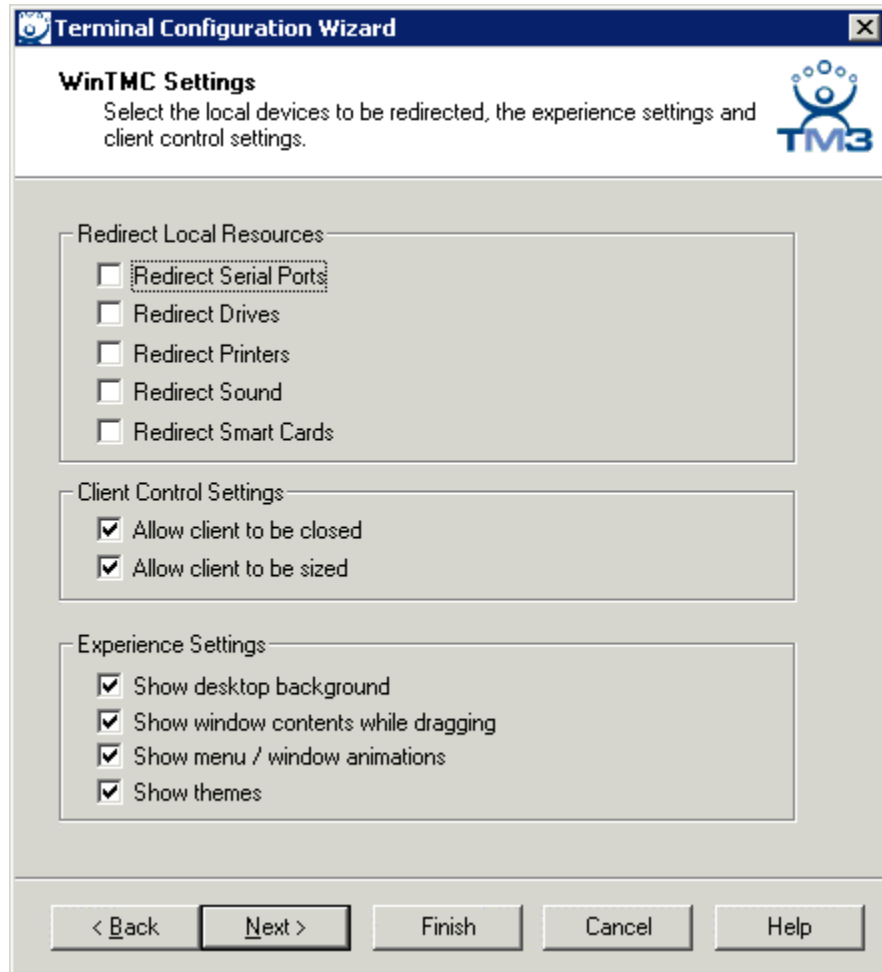 Terminal Configuration Wizard
WinTMC Settings
Select the local devices to be redirected, the experience settings and
client control settings.
TM3
Redirect Local Resources
Redirect Serial Ports
Redirect Drives
Redirect Printers
Redirect Sound
Redirect Smart Cards
Client Control Settings
Allow client to be closed
Allow client to be sized
Experience Settings
Show desktop background
Show window contents while dragging
Show menu / window animations
Show themes
< Back Next > Finish Cancel Help